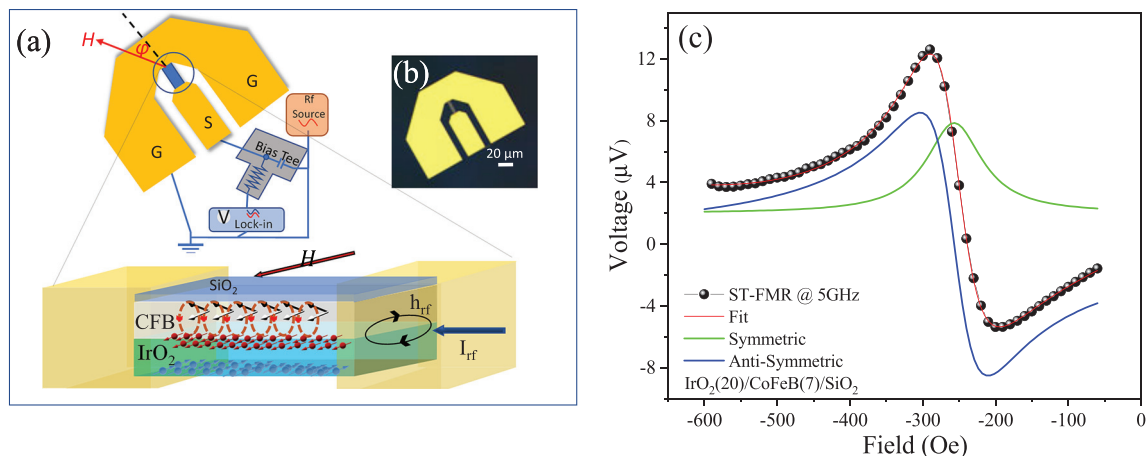 (a)
H
φ
G
S
G
Rf
Source
Bias Tee
V
Lock-in
(b)
20 μm
H
SiO2
CFB
IrO2
hrf
Irf
(c)
12
8
4
0
-4
-8
Voltage (μV)
ST-FMR @ 5GHz
Fit
Symmetric
Anti-Symmetric
IrO2(20)/CoFeB(7)/SiO2
-600 -500 -400 -300 -200 -100 0
Field (Oe)